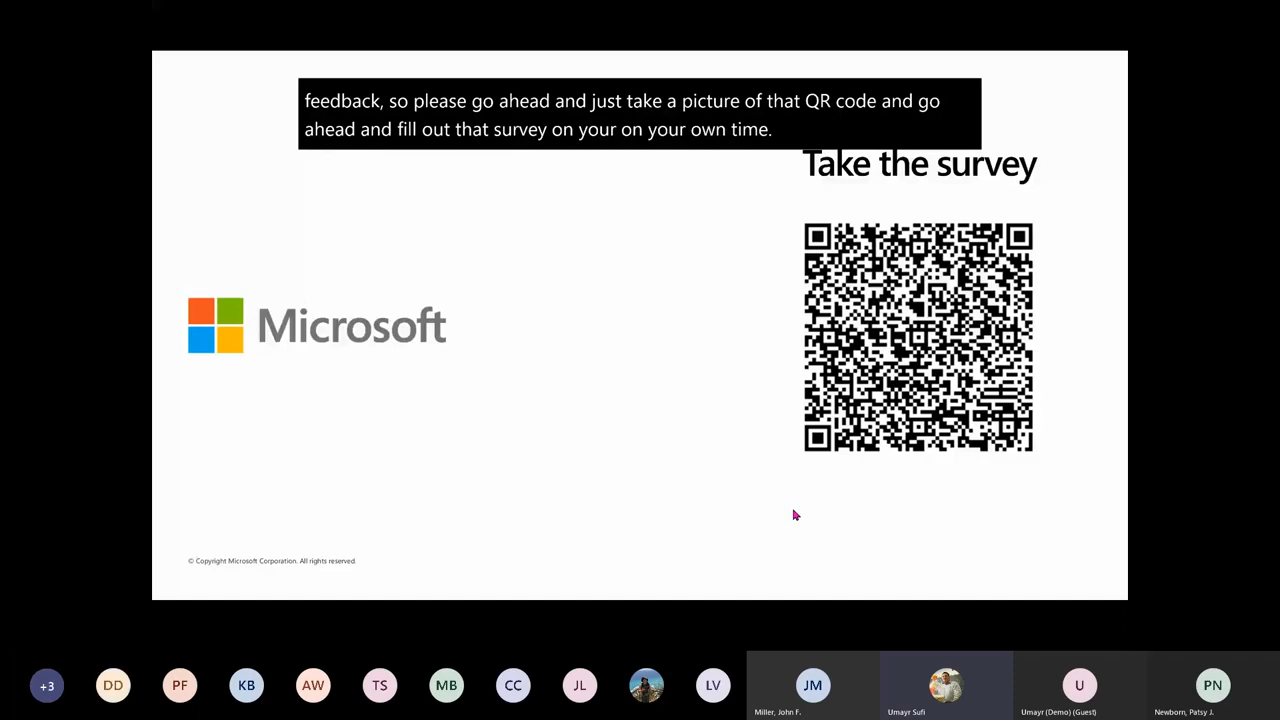 feedback, so please go ahead and just take a picture of that QR code and go
ahead and fill out that survey on your on your own time.
Take the survey
Microsoft
© Copyright Microsoft Corporation. All rights reserved.
+3
DD
PF
KB
AW
TS
MB
CC
JL
LV
JM
U
PN
Miller, John F.
Umayr Sufi
Umayr (Demo) (Guest)
Newborn, Patsy J.